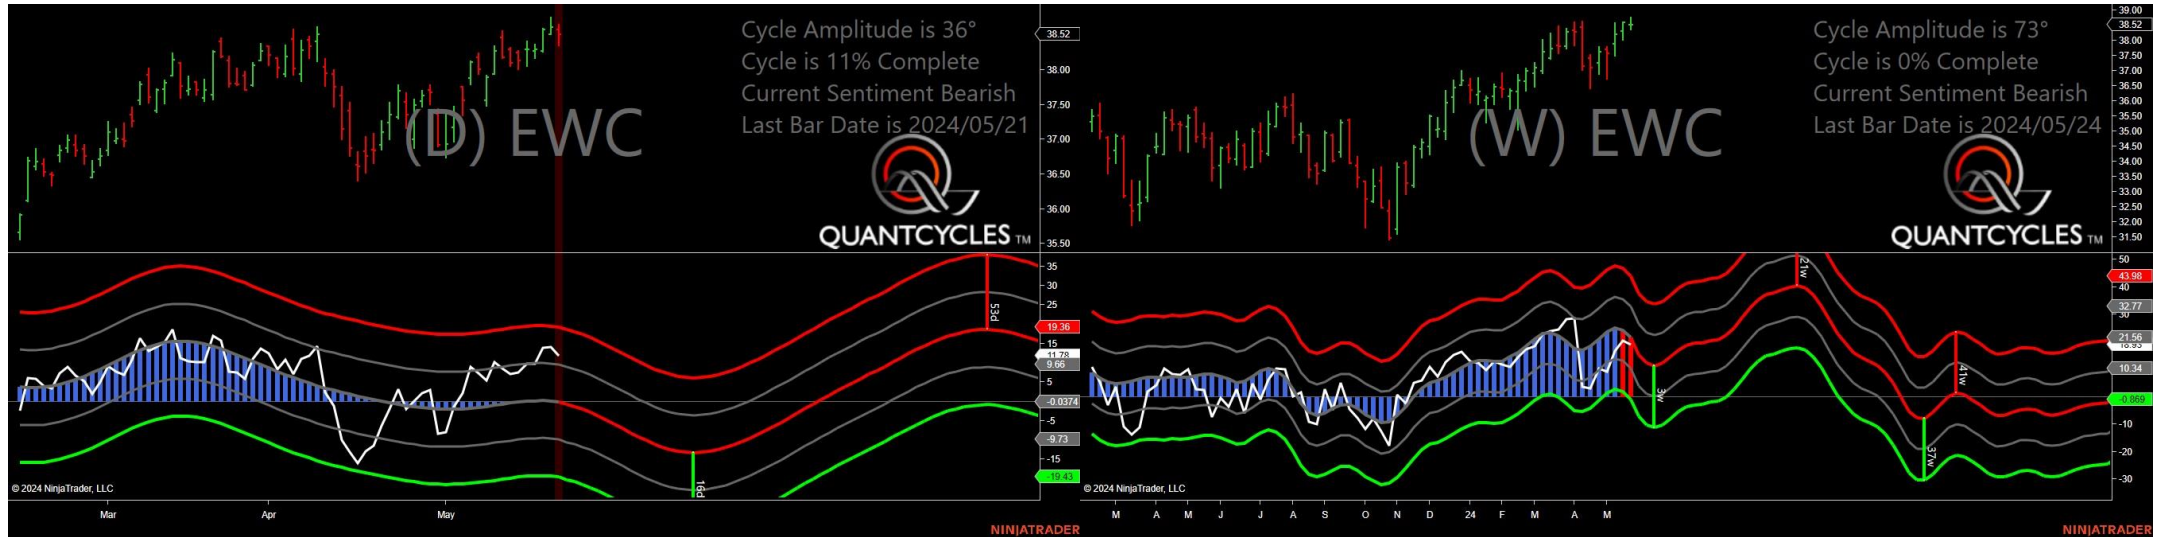 Cycle Amplitude is 36°
Cycle is 11% Complete
Current Sentiment Bearish
Last Bar Date is 2024/05/21
(D) EWC
QUANTCYCLES TM
38.52
38.00
37.50
37.00
36.50
36.00
35.50
35
30
25
19.36
15
11.78
9.66
5
-0.0374
-5
-9.73
-15
-19.43
53d
16d
© 2024 NinjaTrader, LLC
Mar Apr May
NINJATRADER
Cycle Amplitude is 73°
Cycle is 0% Complete
Current Sentiment Bearish
Last Bar Date is 2024/05/24
(W) EWC
QUANTCYCLES TM
39.00
38.52
38.00
37.50
37.00
36.50
36.00
35.50
35.00
34.50
34.00
33.50
33.00
32.50
32.00
31.50
50
43.98
40
32.77
30
21.56
10.34
-0.869
-10
-20
-30
21w
3w
41w
37w
© 2024 NinjaTrader, LLC
M A M J J A S O N D 24 F M A M
NINJATRADER